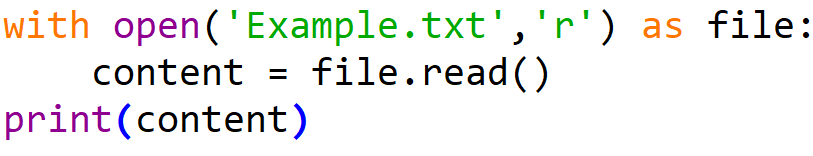 with open('Example.txt','r') as file:
    content = file.read()
print(content)